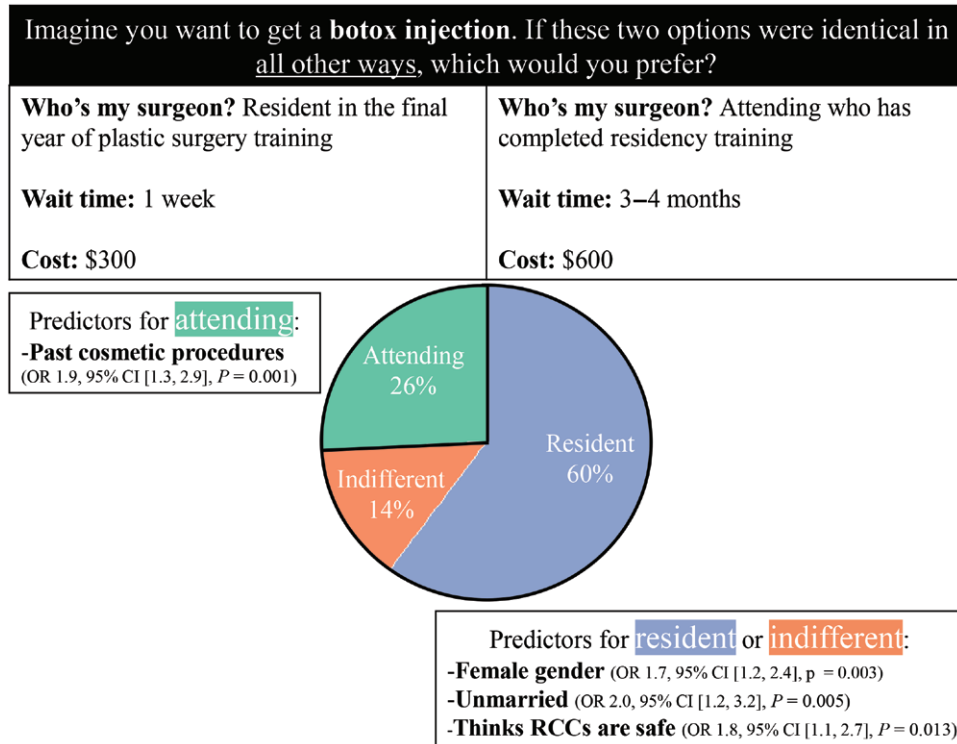 Imagine you want to get a botox injection. If these two options were identical in
all other ways, which would you prefer?
Who's my surgeon? Resident in the final
year of plastic surgery training
Wait time: 1 week
Cost: $300
Who's my surgeon? Attending who has
completed residency training
Wait time: 3–4 months
Cost: $600
Predictors for attending:
-Past cosmetic procedures
(OR 1.9, 95% CI [1.3, 2.9], P = 0.001)
Attending
26%
Resident
60%
Indifferent
14%
Predictors for resident or indifferent:
-Female gender (OR 1.7, 95% CI [1.2, 2.4], p = 0.003)
-Unmarried (OR 2.0, 95% CI [1.2, 3.2], P = 0.005)
-Thinks RCCs are safe (OR 1.8, 95% CI [1.1, 2.7], P = 0.013)